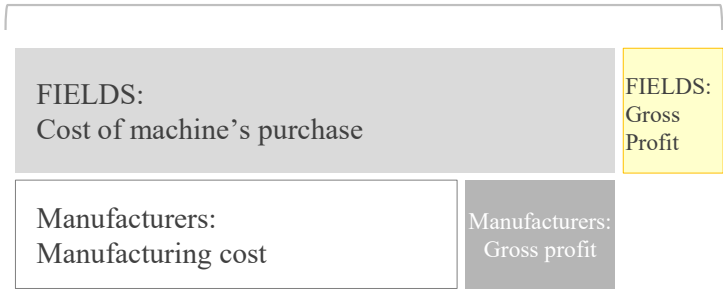 FIELDS:
Cost of machine’s purchase
FIELDS:
Gross
Profit
Manufacturers:
Manufacturing cost
Manufacturers:
Gross profit